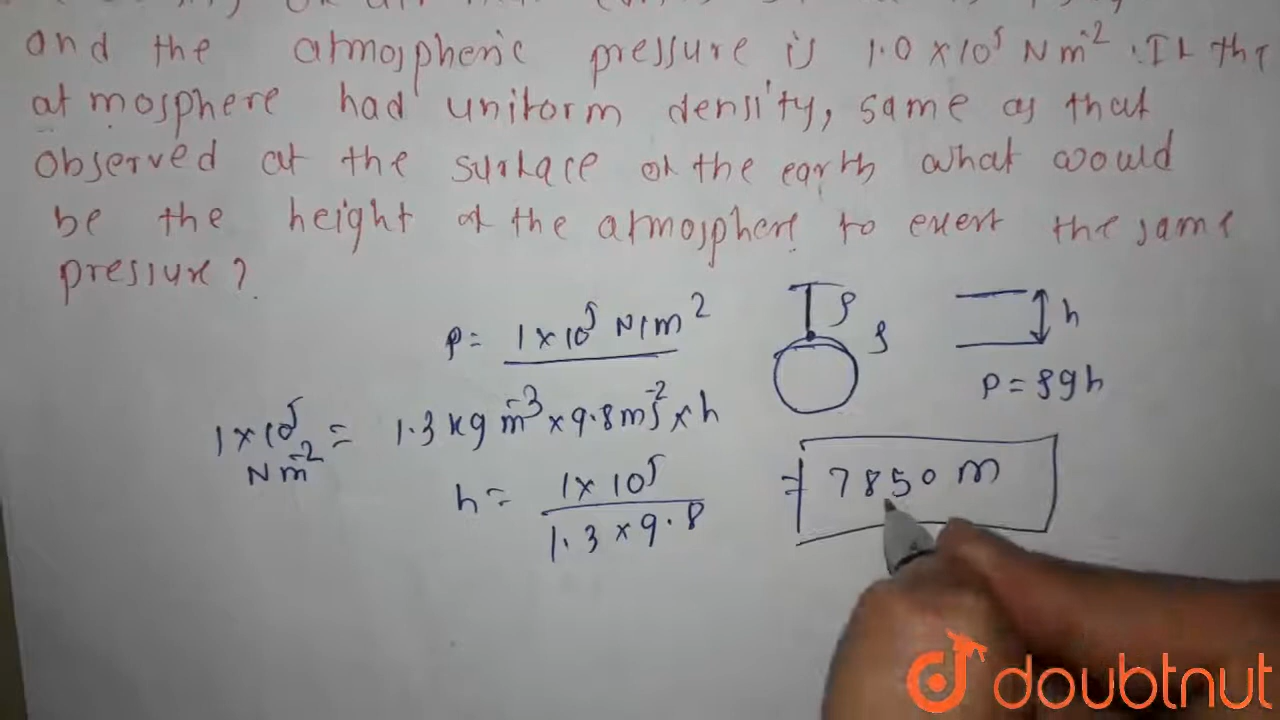 and the atmospheric pressure is 1.0 × 10⁵ N m⁻². If the
atmosphere had uniform density, same as that
observed at the surface of the earth what would
be the height of the atmosphere to exert the same
pressure?
P = 1 × 10⁵ N/m²
ρ
ρ
h
P = ρgh
1 × 10⁵ N m⁻² = 1.3 kg m⁻³ × 9.8 m s⁻² × h
h = 1 × 10⁵ / 1.3 × 9.8 = 7850 m
doubtnut